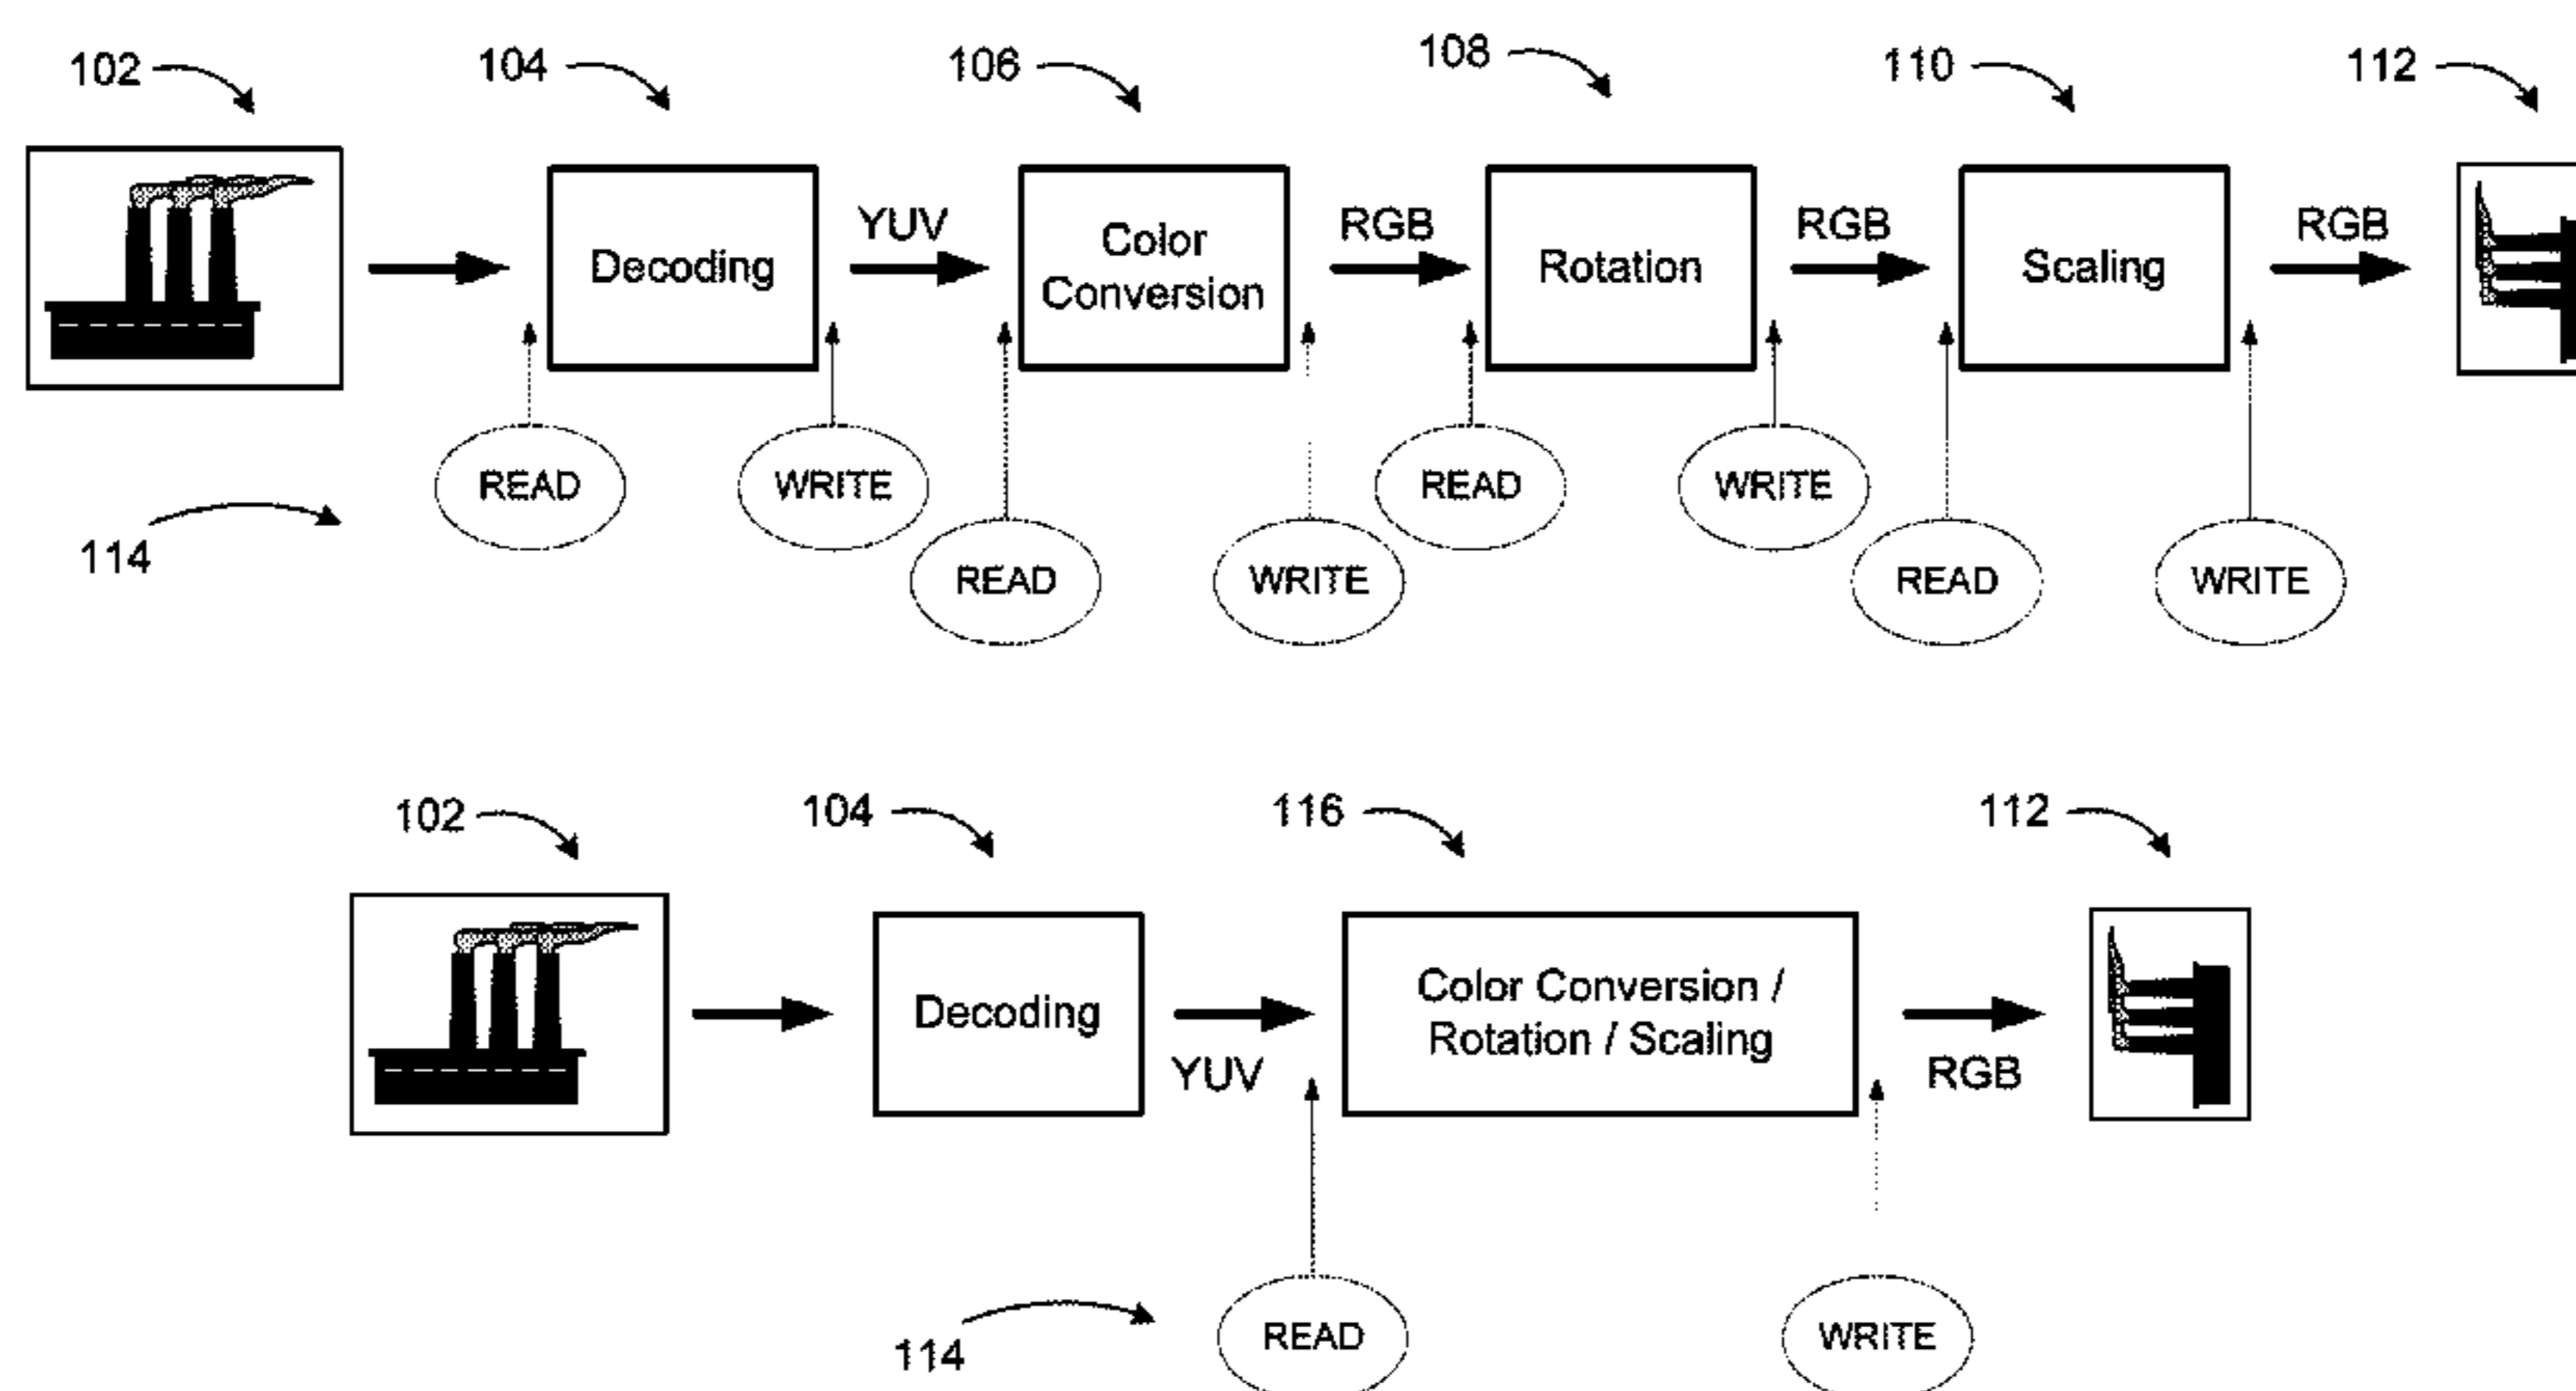 102
104
106
108
110
112
Decoding
YUV
Color
Conversion
RGB
Rotation
RGB
Scaling
RGB
READ
WRITE
READ
WRITE
114
READ
WRITE
READ
WRITE
102
104
116
112
Decoding
YUV
Color Conversion /
Rotation / Scaling
RGB
114
READ
WRITE